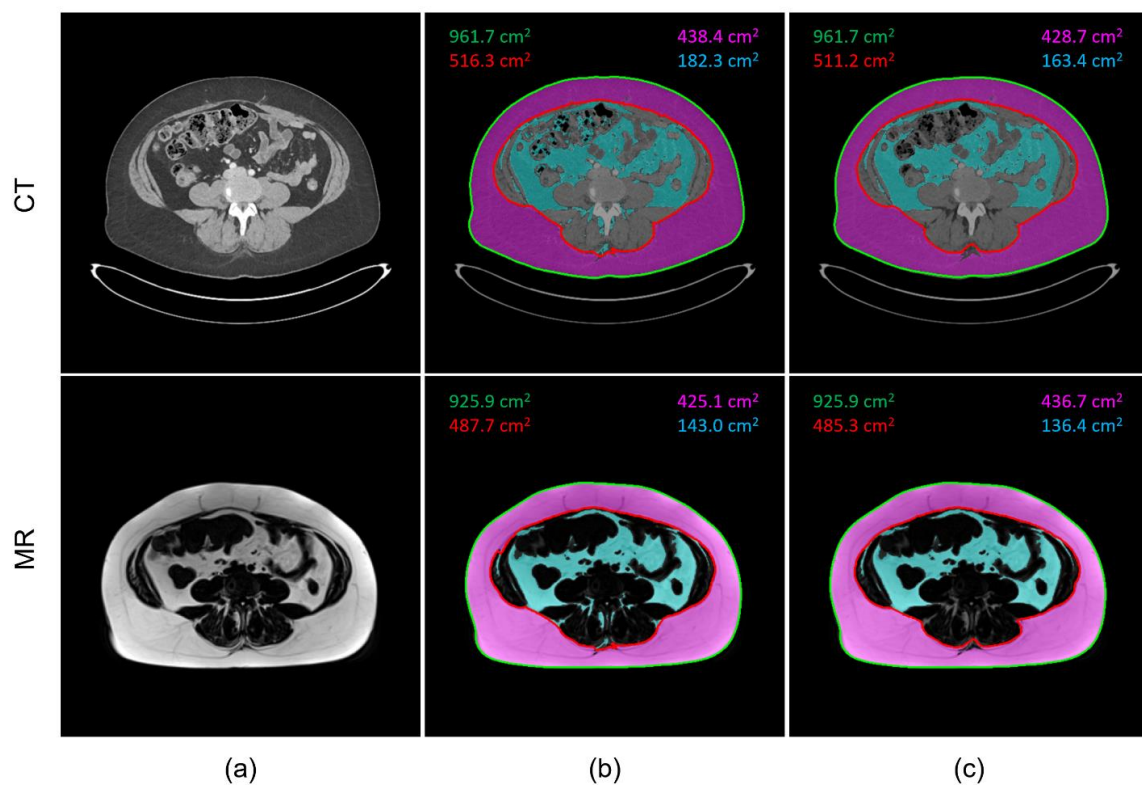 CT
961.7 cm² 438.4 cm²
516.3 cm² 182.3 cm²
961.7 cm² 428.7 cm²
511.2 cm² 163.4 cm²
MR
925.9 cm² 425.1 cm²
487.7 cm² 143.0 cm²
925.9 cm² 436.7 cm²
485.3 cm² 136.4 cm²
(a) (b) (c)